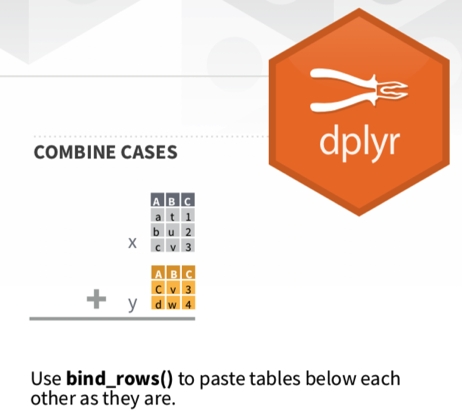 dplyr
COMBINE CASES
A B C
a t 1
b u 2
x c v 3
A B C
C v 3
+ y d w 4
Use bind_rows() to paste tables below each
other as they are.